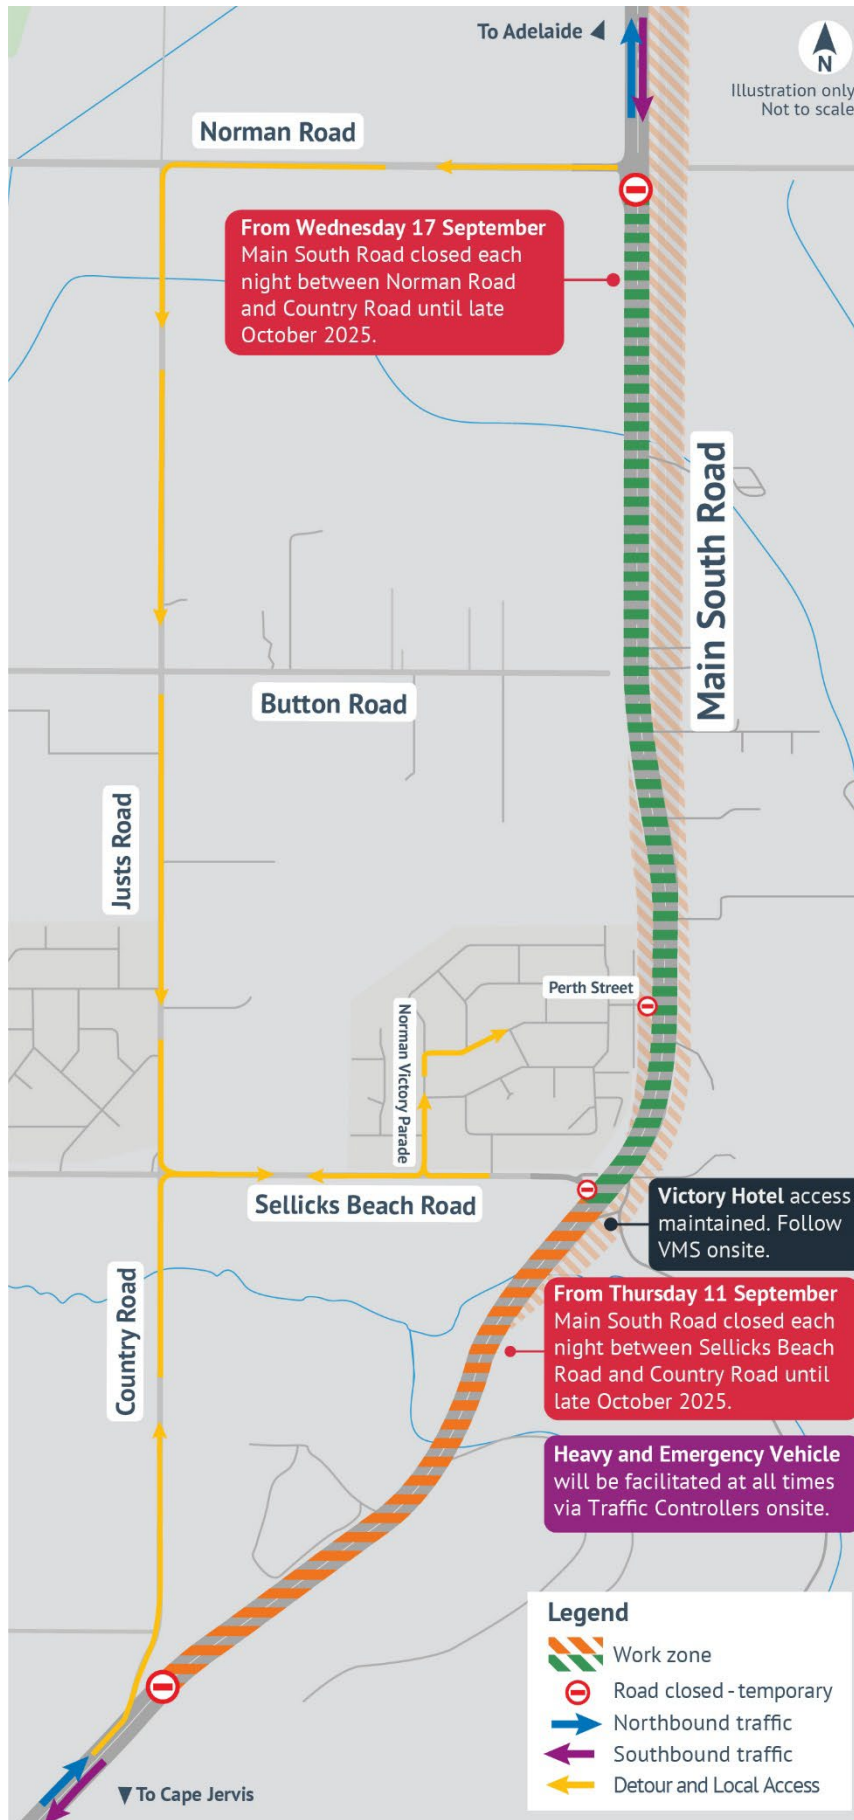 To Adelaide
N
Illustration only
Not to scale
Norman Road
From Wednesday 17 September
Main South Road closed each
night between Norman Road
and Country Road until late
October 2025.
Main South Road
Button Road
Justs Road
Perth Street
Norman Victory Parade
Sellicks Beach Road
Victory Hotel access
maintained. Follow
VMS onsite.
Country Road
From Thursday 11 September
Main South Road closed each
night between Sellicks Beach
Road and Country Road until
late October 2025.
Heavy and Emergency Vehicle
will be facilitated at all times
via Traffic Controllers onsite.
Legend
Work zone
Road closed - temporary
Northbound traffic
Southbound traffic
Detour and Local Access
To Cape Jervis